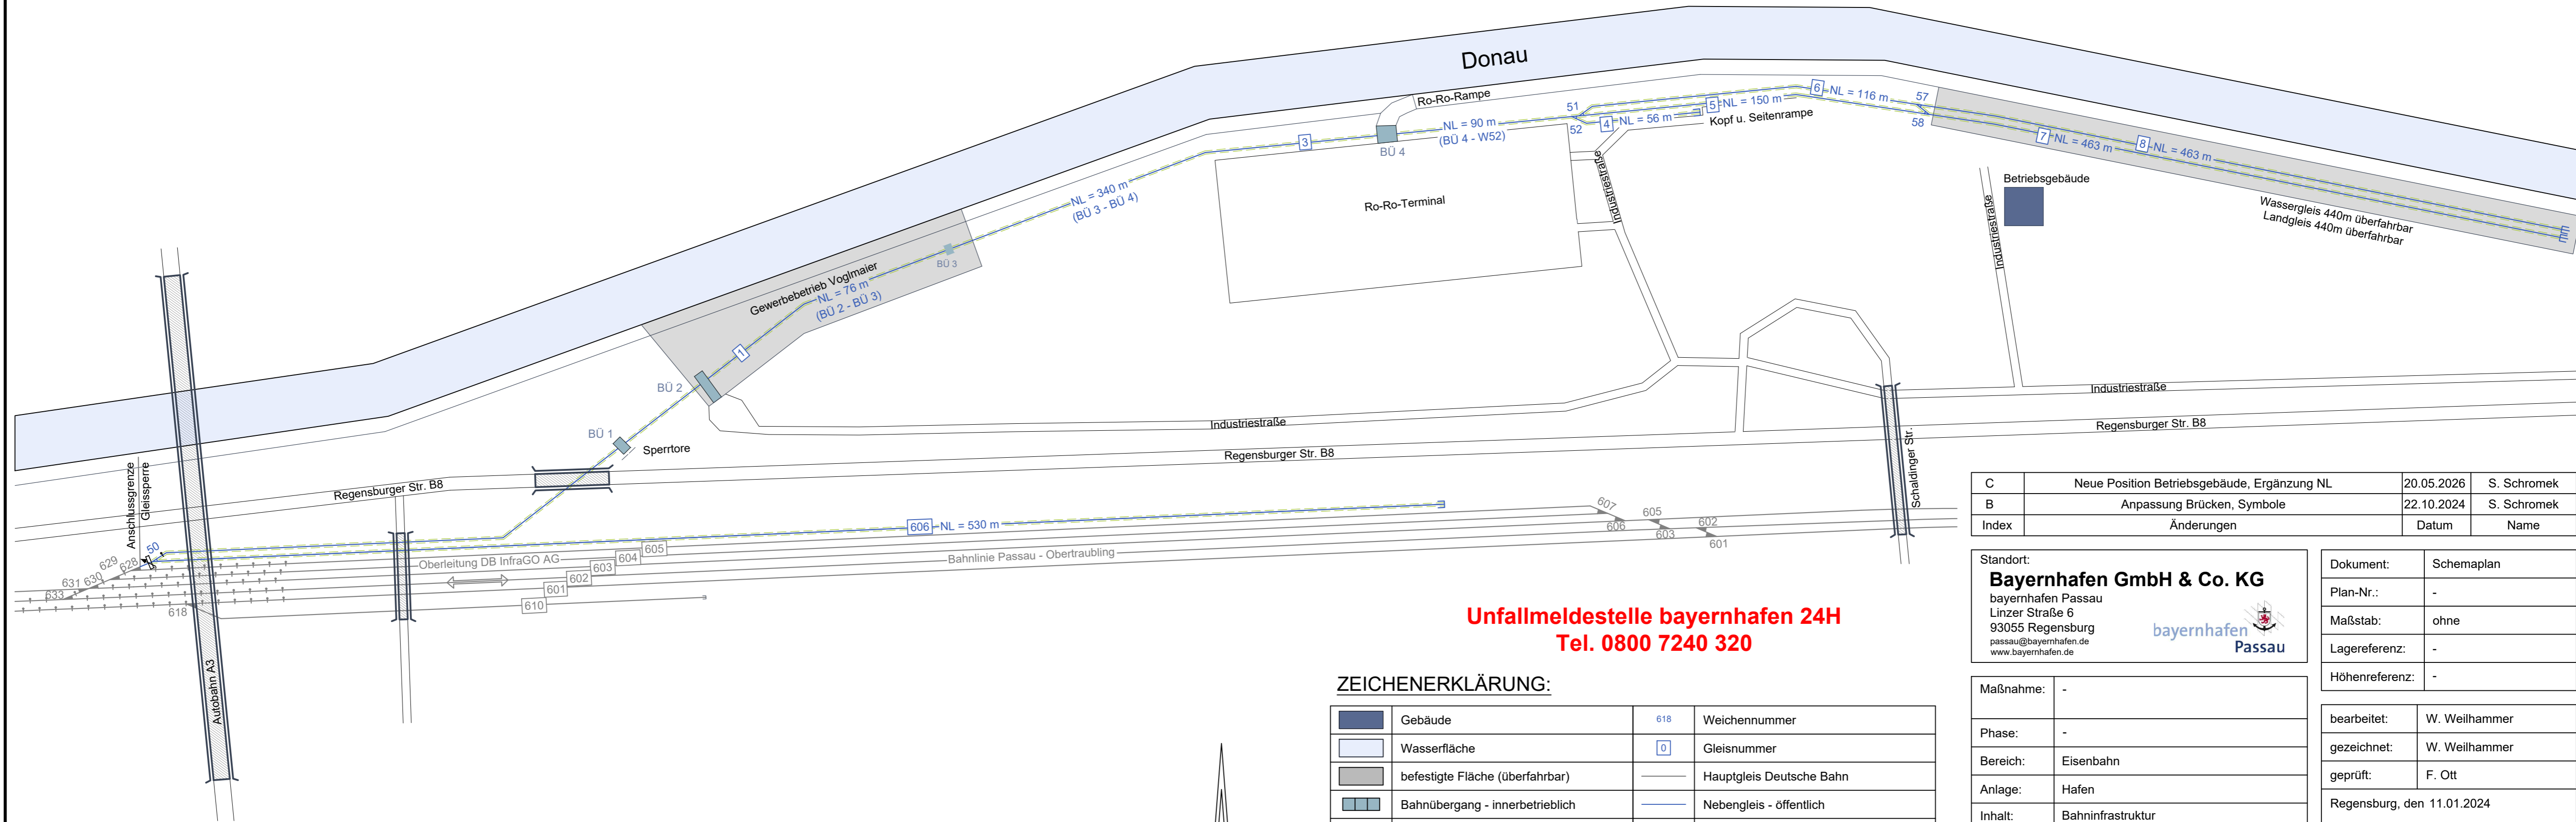 Donau
Ro-Ro-Rampe
BÜ 4
3
NL = 90 m
(BÜ 4 - W52)
51
52
4
NL = 56 m
5
NL = 150 m
Kopf u. Seitenrampe
6
NL = 116 m
57
58
7
NL = 463 m
8
NL = 463 m
Wassergleis 440m überfahrbar
Landgleis 440m überfahrbar
Betriebsgebäude
Industriestraße
Industriestraße
Ro-Ro-Terminal
NL = 340 m
(BÜ 3 - BÜ 4)
BÜ 3
Gewerbebetrieb Voglmaier
NL = 76 m
(BÜ 2 - BÜ 3)
1
BÜ 2
BÜ 1
Sperrtore
Industriestraße
Industriestraße
Regensburger Str. B8
Regensburger Str. B8
Regensburger Str. B8
Schaldinger Str.
Anschlussgrenze
Gleissperre
50
629
628
631
630
633
618
Autobahn A3
606
NL = 530 m
Oberleitung DB InfraGO AG
605
604
603
602
601
610
Bahnlinie Passau - Obertraubling
607
606
605
603
602
601
Unfallmeldestelle bayernhafen 24H
Tel. 0800 7240 320
ZEICHENERKLÄRUNG:
Gebäude
618
Weichennummer
Wasserfläche
0
Gleisnummer
befestigte Fläche (überfahrbar)
Hauptgleis Deutsche Bahn
Bahnübergang - innerbetrieblich
Nebengleis - öffentlich
C
Neue Position Betriebsgebäude, Ergänzung NL
20.05.2026
S. Schromek
B
Anpassung Brücken, Symbole
22.10.2024
S. Schromek
Index
Änderungen
Datum
Name
Standort:
Bayernhafen GmbH & Co. KG
bayernhafen Passau
Linzer Straße 6
93055 Regensburg
passau@bayernhafen.de
www.bayernhafen.de
bayernhafen
Passau
Dokument:
Schemaplan
Plan-Nr.:
-
Maßstab:
ohne
Lagereferenz:
-
Höhenreferenz:
-
Maßnahme:
-
Phase:
-
Bereich:
Eisenbahn
Anlage:
Hafen
Inhalt:
Bahninfrastruktur
bearbeitet:
W. Weilhammer
gezeichnet:
W. Weilhammer
geprüft:
F. Ott
Regensburg, den 11.01.2024